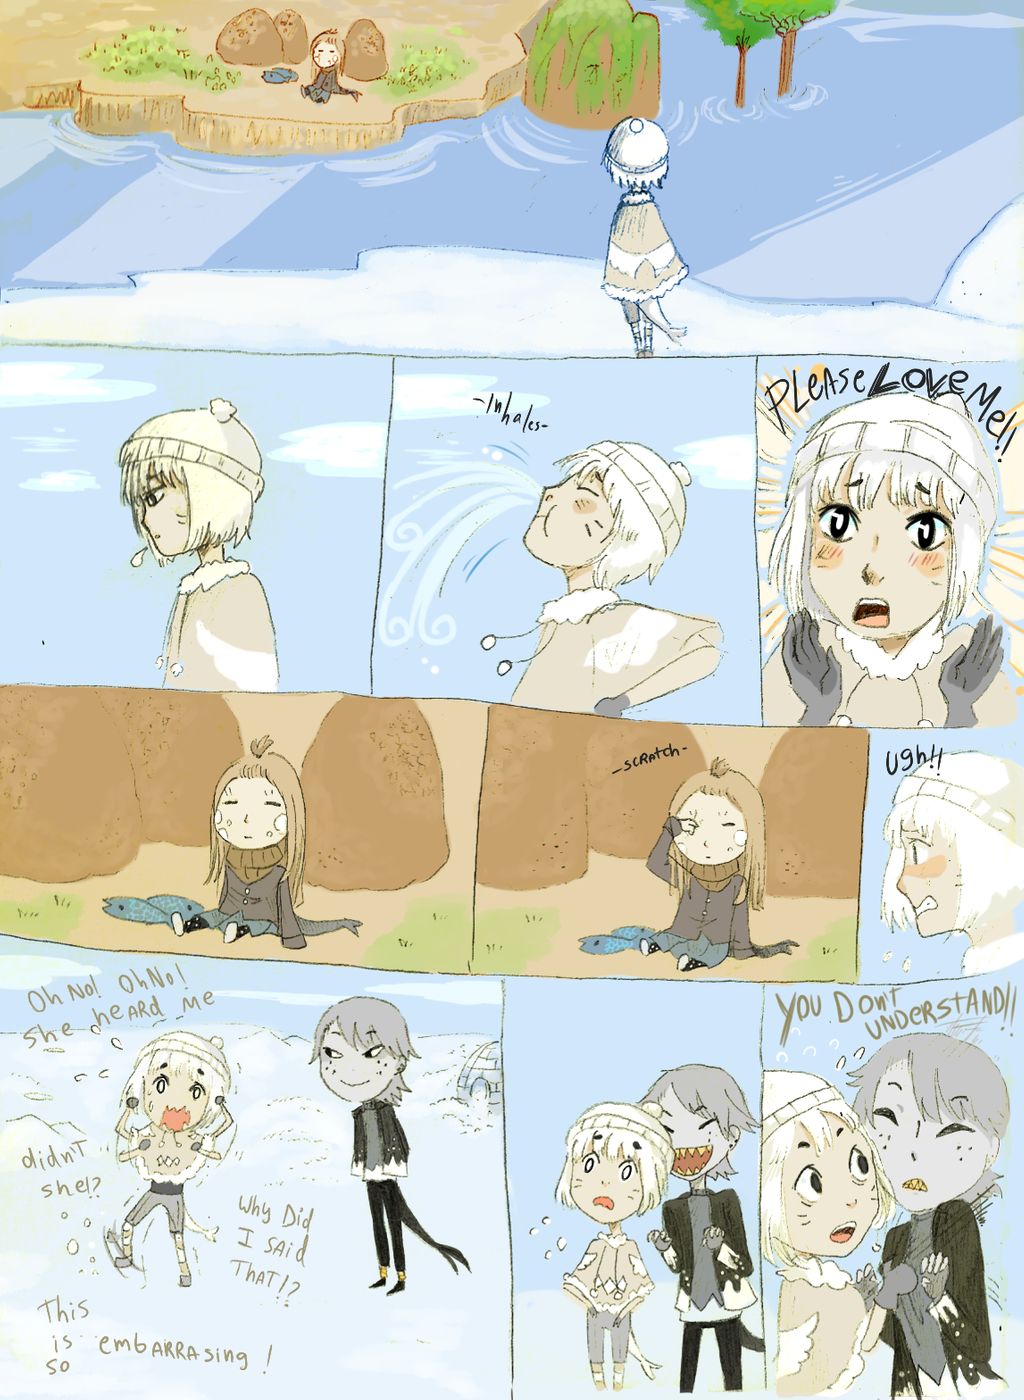 -Inhales-
PLeAse LOVe Me!!
-SCRAtch-
Ugh!!
Oh No! Oh No!
She heARD Me
didn'T
she!?
Why Did
I SAid
ThAT!?
This
is
so embARRAsing!
YOU Don't
UNDERSTAND!!